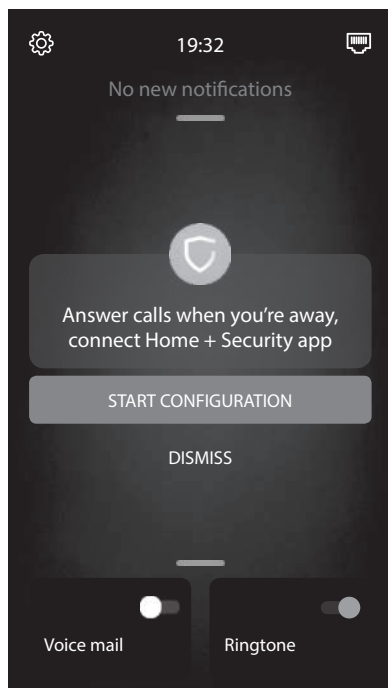 19:32
No new notifications
Answer calls when you're away,
connect Home + Security app
START CONFIGURATION
DISMISS
Voice mail
Ringtone